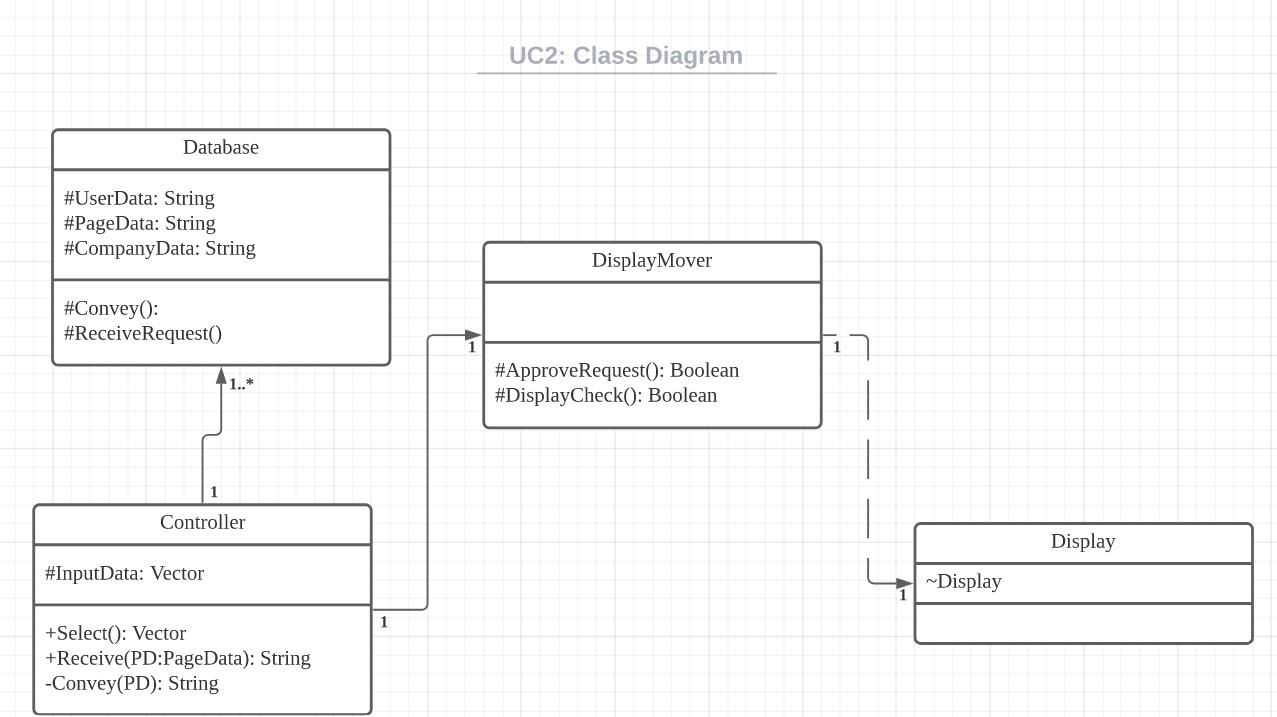 UC2: Class Diagram
Database
#UserData: String
#PageData: String
#CompanyData: String
#Convey():
#ReceiveRequest()
1..*
1
Controller
#InputData: Vector
+Select(): Vector
+Receive(PD:PageData): String
-Convey(PD): String
1
DisplayMover
1
1
#ApproveRequest(): Boolean
#DisplayCheck(): Boolean
Display
~Display
1